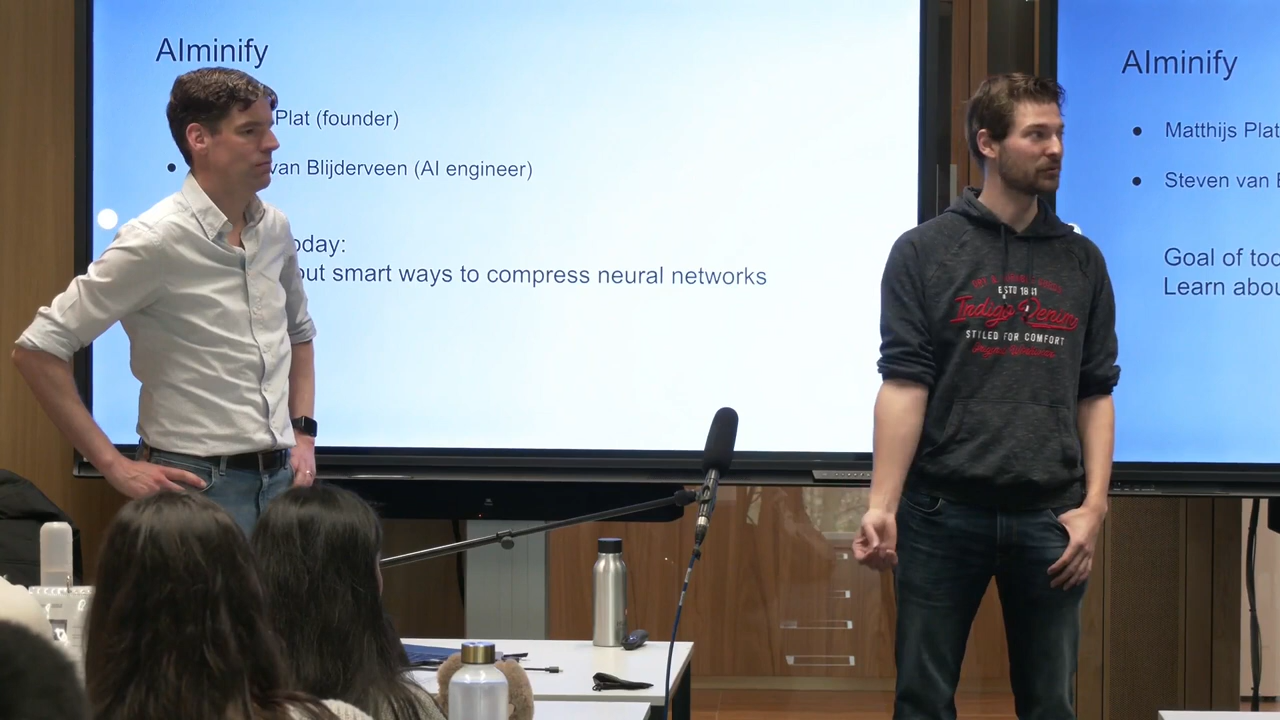 AIminify
Plat (founder)
van Blijderveen (AI engineer)
oday:
out smart ways to compress neural networks
AIminify
Matthijs Plat
Steven van B
Goal of tod
Learn abou
ESTD 1841
Indigo Denim
STYLED FOR COMFORT